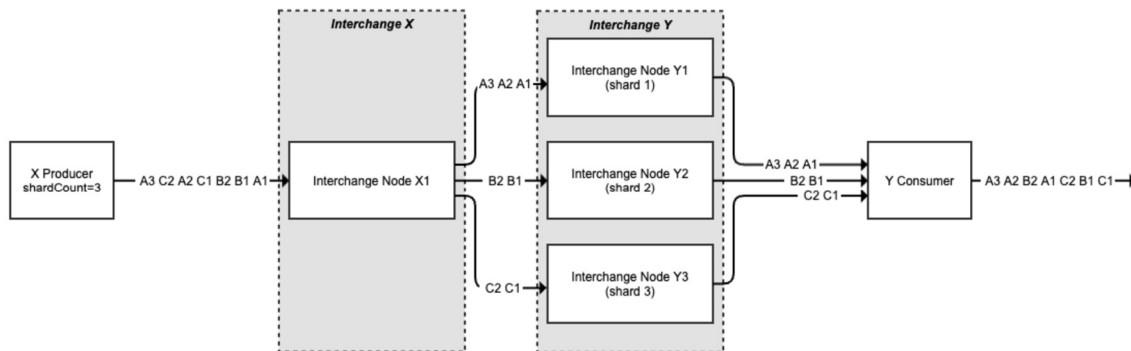 Interchange X
Interchange Y
Interchange Node Y1
(shard 1)
A3 A2 A1
X Producer
shardCount=3
A3 C2 A2 C1 B2 B1 A1
Interchange Node X1
B2 B1
Interchange Node Y2
(shard 2)
A3 A2 A1
B2 B1
C2 C1
Y Consumer
A3 A2 B2 A1 C2 B1 C1
C2 C1
Interchange Node Y3
(shard 3)